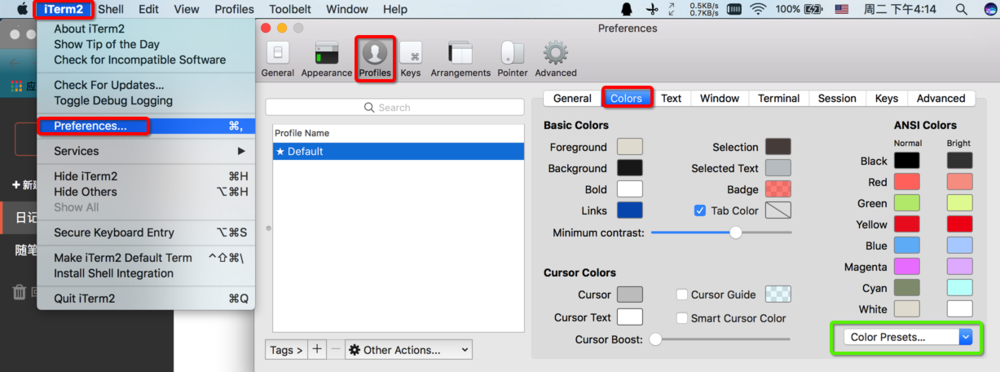 iTerm2 Shell Edit View Profiles Toolbelt Window Help
0.5KB/s
0.7KB/s
100%
周二 下午4:14
About iTerm2
Show Tip of the Day
Check for Incompatible Software
Check For Updates...
Toggle Debug Logging
Preferences... ⌘,
Services ▶
Hide iTerm2 ⌘H
Hide Others ⌥⌘H
Show All
Secure Keyboard Entry ⌥⌘S
Make iTerm2 Default Term ^⇧⌘\
Install Shell Integration
Quit iTerm2 ⌘Q
日记
随笔
Preferences
General Appearance Profiles Keys Arrangements Pointer Advanced
Search
Profile Name
★ Default
Tags > + − Other Actions...
General Colors Text Window Terminal Session Keys Advanced
Basic Colors
Foreground
Background
Bold
Links
Selection
Selected Text
Badge
Tab Color
Minimum contrast:
Cursor Colors
Cursor
Cursor Text
Cursor Boost:
Cursor Guide
Smart Cursor Color
ANSI Colors
Normal Bright
Black
Red
Green
Yellow
Blue
Magenta
Cyan
White
Color Presets...